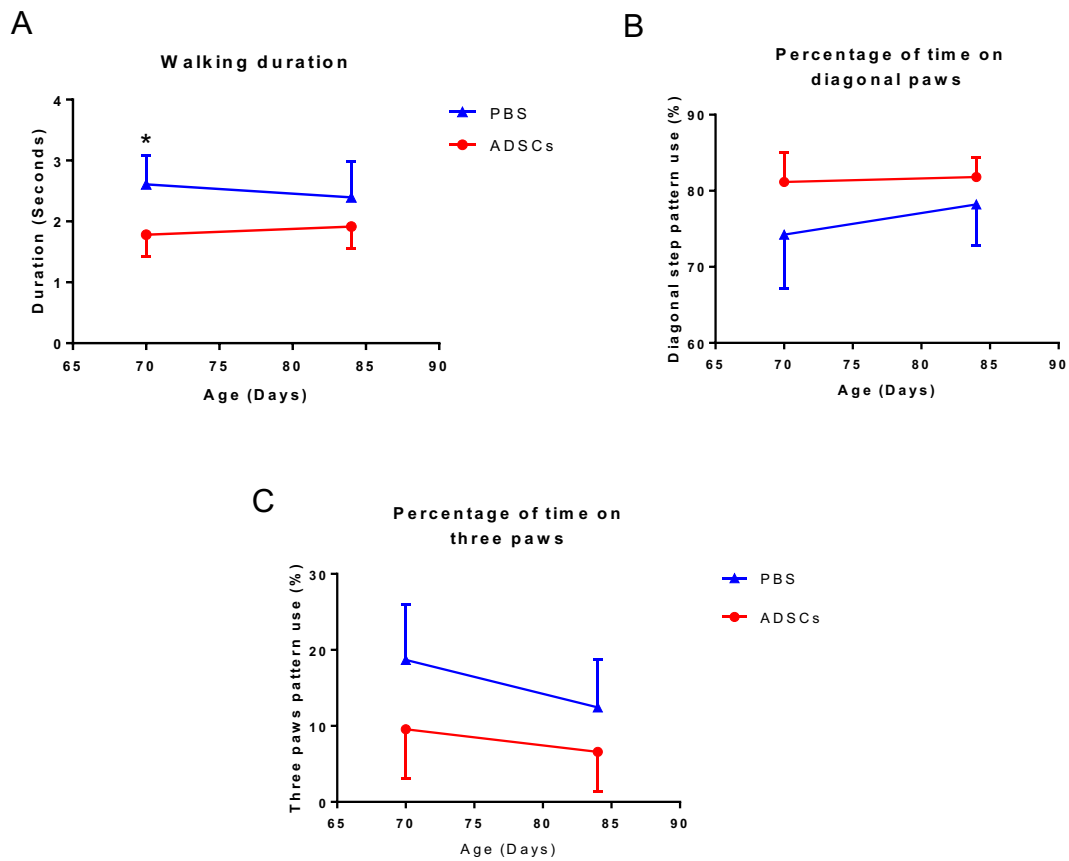 A
Walking duration
Duration (Seconds)
4
3
2
1
0
*
65 70 75 80 85 90
Age (Days)
PBS
ADSCs
B
Percentage of time on
diagonal paws
Diagonal step pattern use (%)
90
80
70
60
65 70 75 80 85 90
Age (Days)
C
Percentage of time on
three paws
Three paws pattern use (%)
30
20
10
0
65 70 75 80 85 90
Age (Days)
PBS
ADSCs